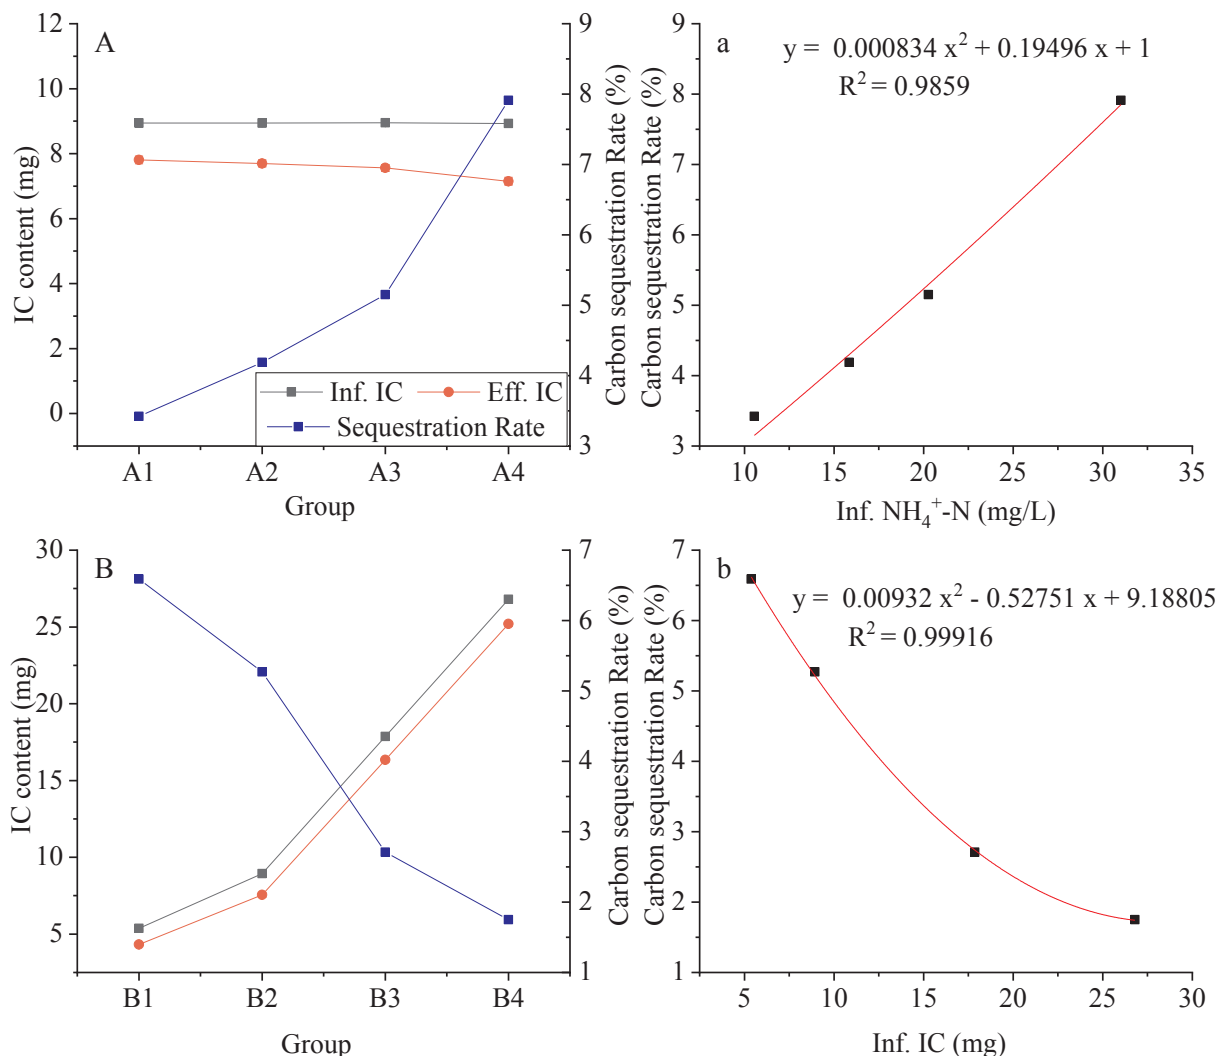 A
12
10
8
6
4
2
0
IC content (mg)
9
8
7
6
5
4
3
Carbon sequestration Rate (%)
Inf. IC
Eff. IC
Sequestration Rate
A1 A2 A3 A4
Group
a
y = 0.000834 x² + 0.19496 x + 1
R² = 0.9859
9
8
7
6
5
4
3
Carbon sequestration Rate (%)
10 15 20 25 30 35
Inf. NH₄⁺-N (mg/L)
B
30
25
20
15
10
5
IC content (mg)
7
6
5
4
3
2
1
Carbon sequestration Rate (%)
B1 B2 B3 B4
Group
b
y = 0.00932 x² - 0.52751 x + 9.18805
R² = 0.99916
7
6
5
4
3
2
1
Carbon sequestration Rate (%)
5 10 15 20 25 30
Inf. IC (mg)